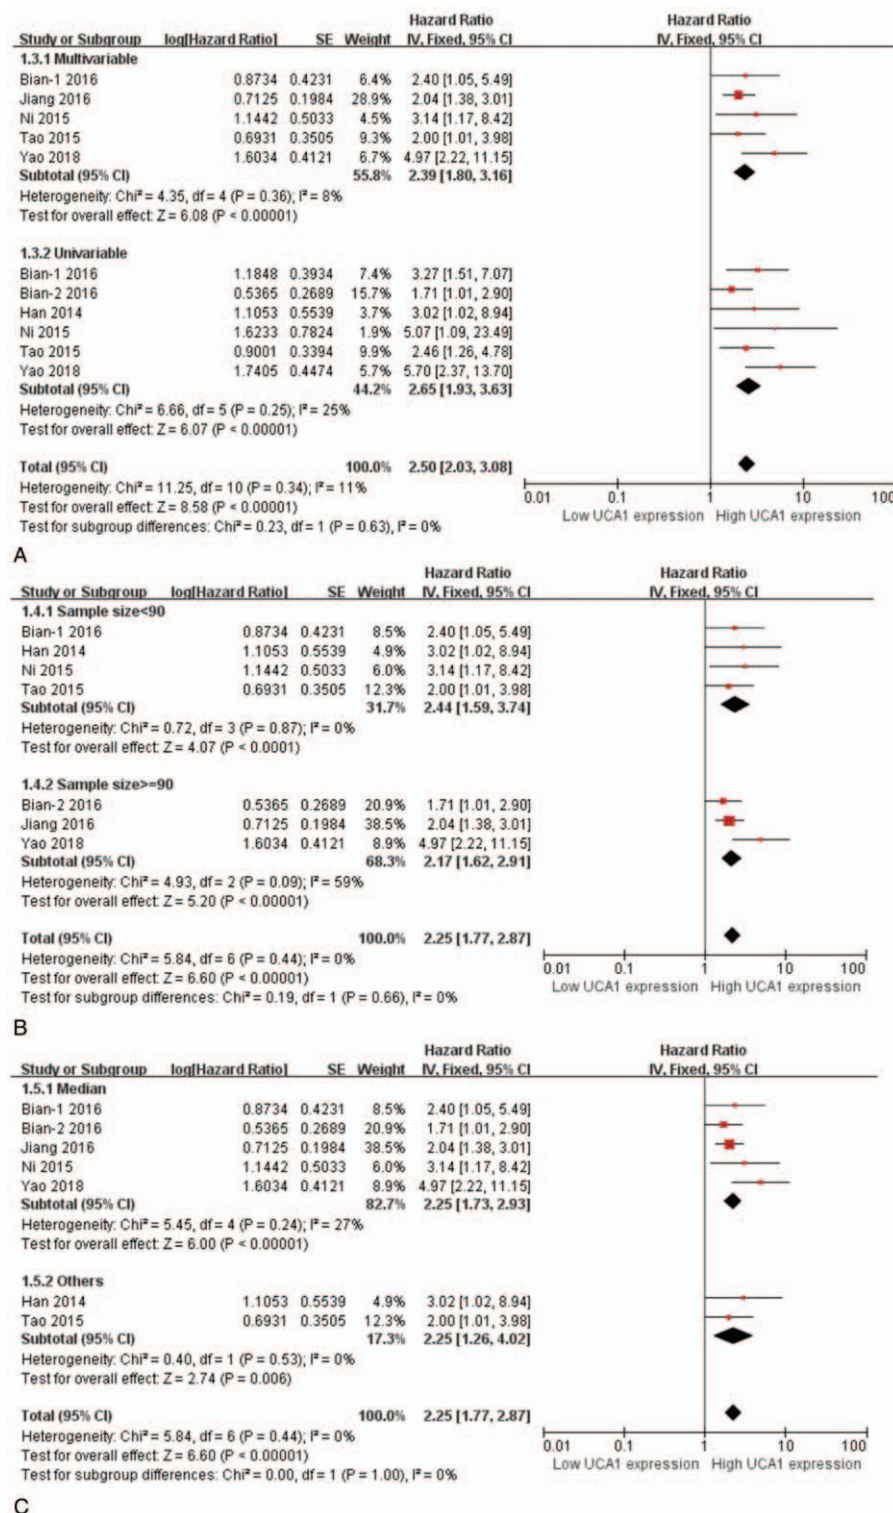 Hazard Ratio Hazard Ratio
Study or Subgroup log[Hazard Ratio] SE Weight IV, Fixed, 95% CI IV, Fixed, 95% CI
1.3.1 Multivariable
Bian-1 2016 0.8734 0.4231 6.4% 2.40 [1.05, 5.49]
Jiang 2016 0.7125 0.1984 28.9% 2.04 [1.38, 3.01]
Ni 2015 1.1442 0.5033 4.5% 3.14 [1.17, 8.42]
Tao 2015 0.6931 0.3505 9.3% 2.00 [1.01, 3.98]
Yao 2018 1.6034 0.4121 6.7% 4.97 [2.22, 11.15]
Subtotal (95% CI) 55.8% 2.39 [1.80, 3.16]
Heterogeneity: Chi² = 4.35, df = 4 (P = 0.36); I² = 8%
Test for overall effect: Z = 6.08 (P < 0.00001)
1.3.2 Univariable
Bian-1 2016 1.1848 0.3934 7.4% 3.27 [1.51, 7.07]
Bian-2 2016 0.5365 0.2689 15.7% 1.71 [1.01, 2.90]
Han 2014 1.1053 0.5539 3.7% 3.02 [1.02, 8.94]
Ni 2015 1.6233 0.7824 1.9% 5.07 [1.09, 23.49]
Tao 2015 0.9001 0.3394 9.9% 2.46 [1.26, 4.78]
Yao 2018 1.7405 0.4474 5.7% 5.70 [2.37, 13.70]
Subtotal (95% CI) 44.2% 2.65 [1.93, 3.63]
Heterogeneity: Chi² = 6.66, df = 5 (P = 0.25); I² = 25%
Test for overall effect: Z = 6.07 (P < 0.00001)
Total (95% CI) 100.0% 2.50 [2.03, 3.08]
Heterogeneity: Chi² = 11.25, df = 10 (P = 0.34); I² = 11%
Test for overall effect: Z = 8.58 (P < 0.00001)
Test for subgroup differences: Chi² = 0.23, df = 1 (P = 0.63), I² = 0%
0.01 0.1 1 10 100
Low UCA1 expression High UCA1 expression
A
Hazard Ratio Hazard Ratio
Study or Subgroup log[Hazard Ratio] SE Weight IV, Fixed, 95% CI IV, Fixed, 95% CI
1.4.1 Sample size<90
Bian-1 2016 0.8734 0.4231 8.5% 2.40 [1.05, 5.49]
Han 2014 1.1053 0.5539 4.9% 3.02 [1.02, 8.94]
Ni 2015 1.1442 0.5033 6.0% 3.14 [1.17, 8.42]
Tao 2015 0.6931 0.3505 12.3% 2.00 [1.01, 3.98]
Subtotal (95% CI) 31.7% 2.44 [1.59, 3.74]
Heterogeneity: Chi² = 0.72, df = 3 (P = 0.87); I² = 0%
Test for overall effect: Z = 4.07 (P < 0.0001)
1.4.2 Sample size>=90
Bian-2 2016 0.5365 0.2689 20.9% 1.71 [1.01, 2.90]
Jiang 2016 0.7125 0.1984 38.5% 2.04 [1.38, 3.01]
Yao 2018 1.6034 0.4121 8.9% 4.97 [2.22, 11.15]
Subtotal (95% CI) 68.3% 2.17 [1.62, 2.91]
Heterogeneity: Chi² = 4.93, df = 2 (P = 0.09); I² = 59%
Test for overall effect: Z = 5.20 (P < 0.00001)
Total (95% CI) 100.0% 2.25 [1.77, 2.87]
Heterogeneity: Chi² = 5.84, df = 6 (P = 0.44); I² = 0%
Test for overall effect: Z = 6.60 (P < 0.00001)
Test for subgroup differences: Chi² = 0.19, df = 1 (P = 0.66), I² = 0%
0.01 0.1 1 10 100
Low UCA1 expression High UCA1 expression
B
Hazard Ratio Hazard Ratio
Study or Subgroup log[Hazard Ratio] SE Weight IV, Fixed, 95% CI IV, Fixed, 95% CI
1.5.1 Median
Bian-1 2016 0.8734 0.4231 8.5% 2.40 [1.05, 5.49]
Bian-2 2016 0.5365 0.2689 20.9% 1.71 [1.01, 2.90]
Jiang 2016 0.7125 0.1984 38.5% 2.04 [1.38, 3.01]
Ni 2015 1.1442 0.5033 6.0% 3.14 [1.17, 8.42]
Yao 2018 1.6034 0.4121 8.9% 4.97 [2.22, 11.15]
Subtotal (95% CI) 82.7% 2.25 [1.73, 2.93]
Heterogeneity: Chi² = 5.45, df = 4 (P = 0.24); I² = 27%
Test for overall effect: Z = 6.00 (P < 0.00001)
1.5.2 Others
Han 2014 1.1053 0.5539 4.9% 3.02 [1.02, 8.94]
Tao 2015 0.6931 0.3505 12.3% 2.00 [1.01, 3.98]
Subtotal (95% CI) 17.3% 2.25 [1.26, 4.02]
Heterogeneity: Chi² = 0.40, df = 1 (P = 0.53); I² = 0%
Test for overall effect: Z = 2.74 (P = 0.006)
Total (95% CI) 100.0% 2.25 [1.77, 2.87]
Heterogeneity: Chi² = 5.84, df = 6 (P = 0.44); I² = 0%
Test for overall effect: Z = 6.60 (P < 0.00001)
Test for subgroup differences: Chi² = 0.00, df = 1 (P = 1.00), I² = 0%
0.01 0.1 1 10 100
Low UCA1 expression High UCA1 expression
C